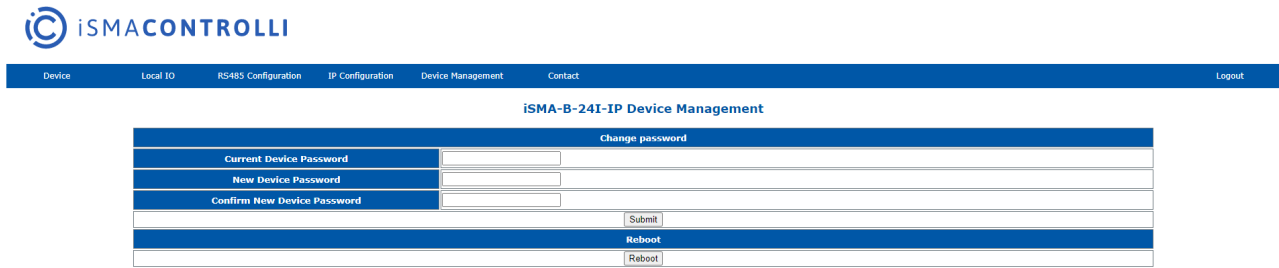 iSMACONTROLLI
Device Local IO RS485 Configuration IP Configuration Device Management Contact Logout
iSMA-B-24I-IP Device Management
Change password
Current Device Password
New Device Password
Confirm New Device Password
Submit
Reboot
Reboot